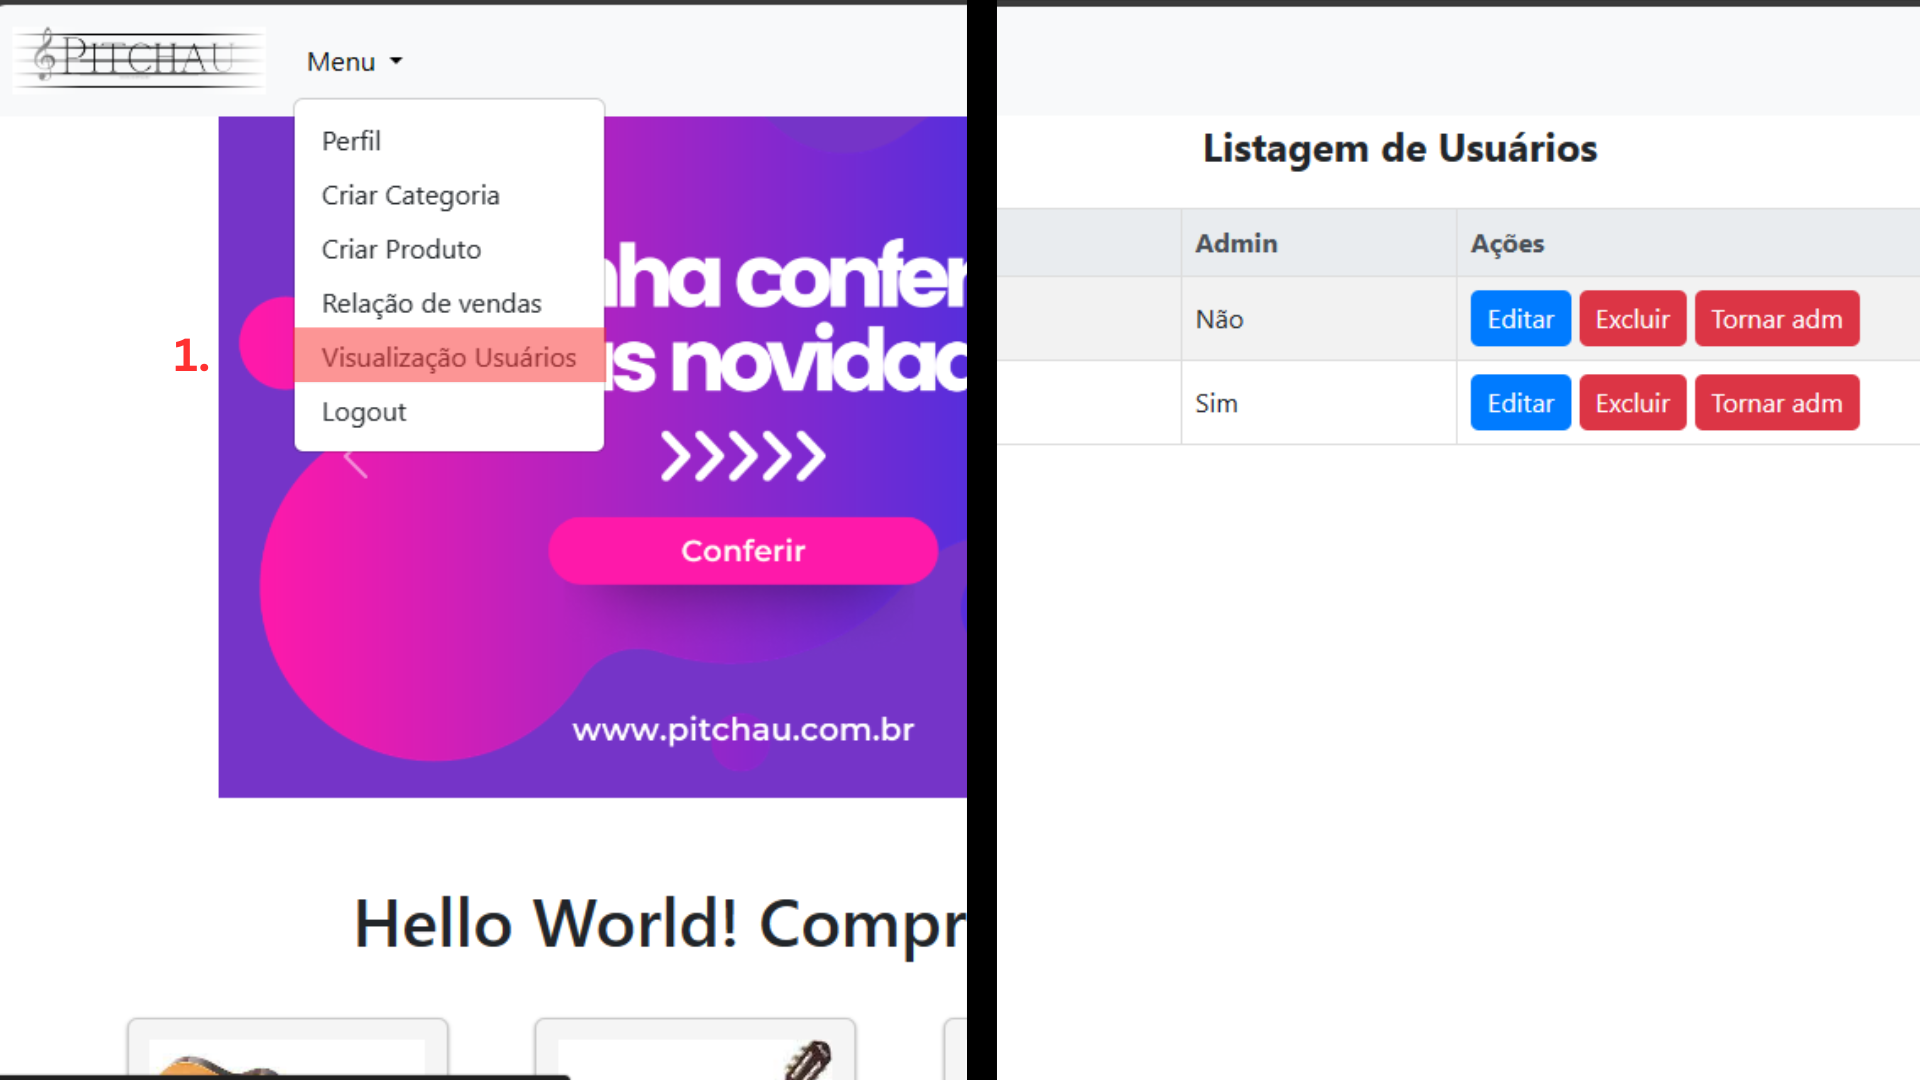 PITCHAU
Menu
Perfil
Criar Categoria
Criar Produto
Relação de vendas
1.
Visualização Usuários
Logout
nha confer
s novidad
Conferir
www.pitchau.com.br
Hello World! Compr
Listagem de Usuários
Admin Ações
Não Editar Excluir Tornar adm
Sim Editar Excluir Tornar adm